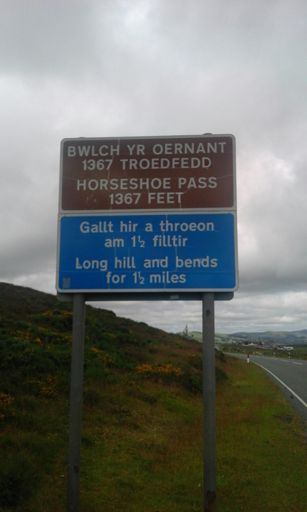 BWLCH YR OERNANT
1367 TROEDFEDD
HORSESHOE PASS
1367 FEET
Gallt hir a throeon
am 1½ filltir
Long hill and bends
for 1½ miles